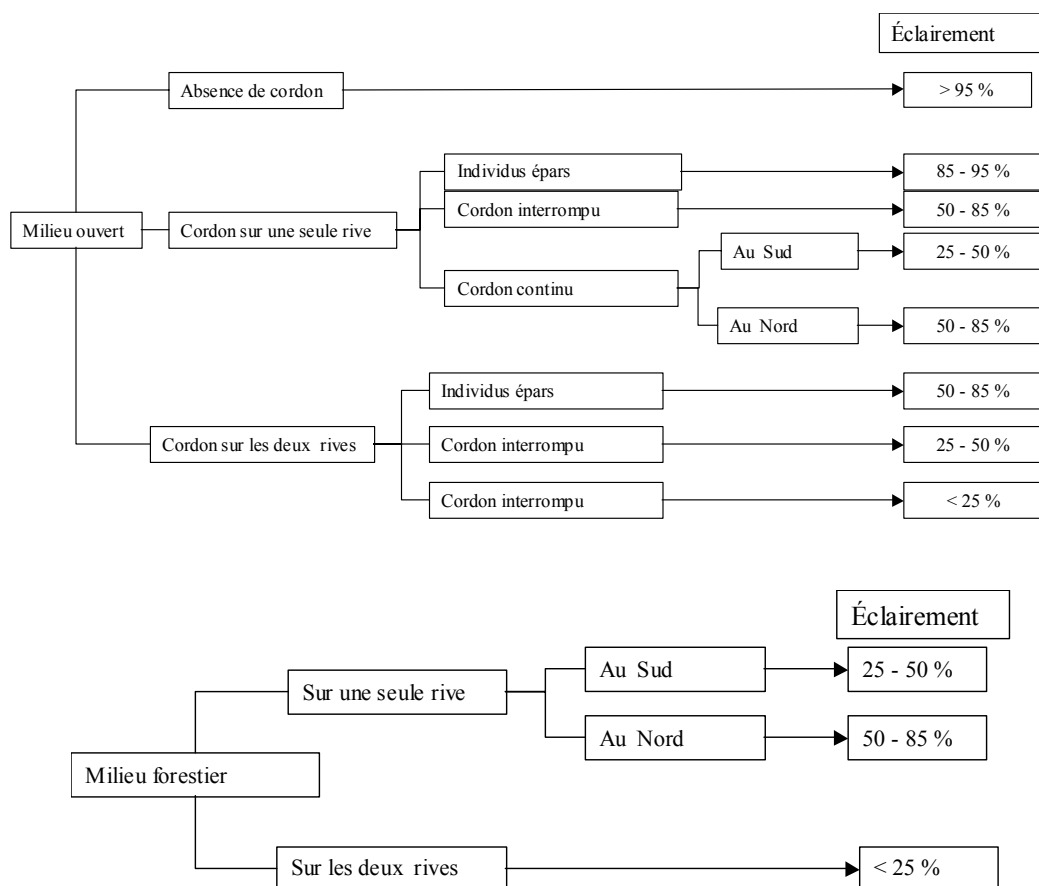 Éclairement
Absence de cordon
> 95 %
Individus épars
85 - 95 %
Cordon interrompu
50 - 85 %
Milieu ouvert
Cordon sur une seule rive
Au Sud
25 - 50 %
Cordon continu
Au Nord
50 - 85 %
Individus épars
50 - 85 %
Cordon sur les deux rives
Cordon interrompu
25 - 50 %
Cordon interrompu
< 25 %
Éclairement
Sur une seule rive
Au Sud
25 - 50 %
Au Nord
50 - 85 %
Milieu forestier
Sur les deux rives
< 25 %